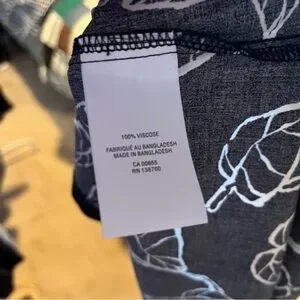 100% VISCOSE
FABRIQUÉ AU BANGLADESH
MADE IN BANGLADESH
CA 00655
RN 138760